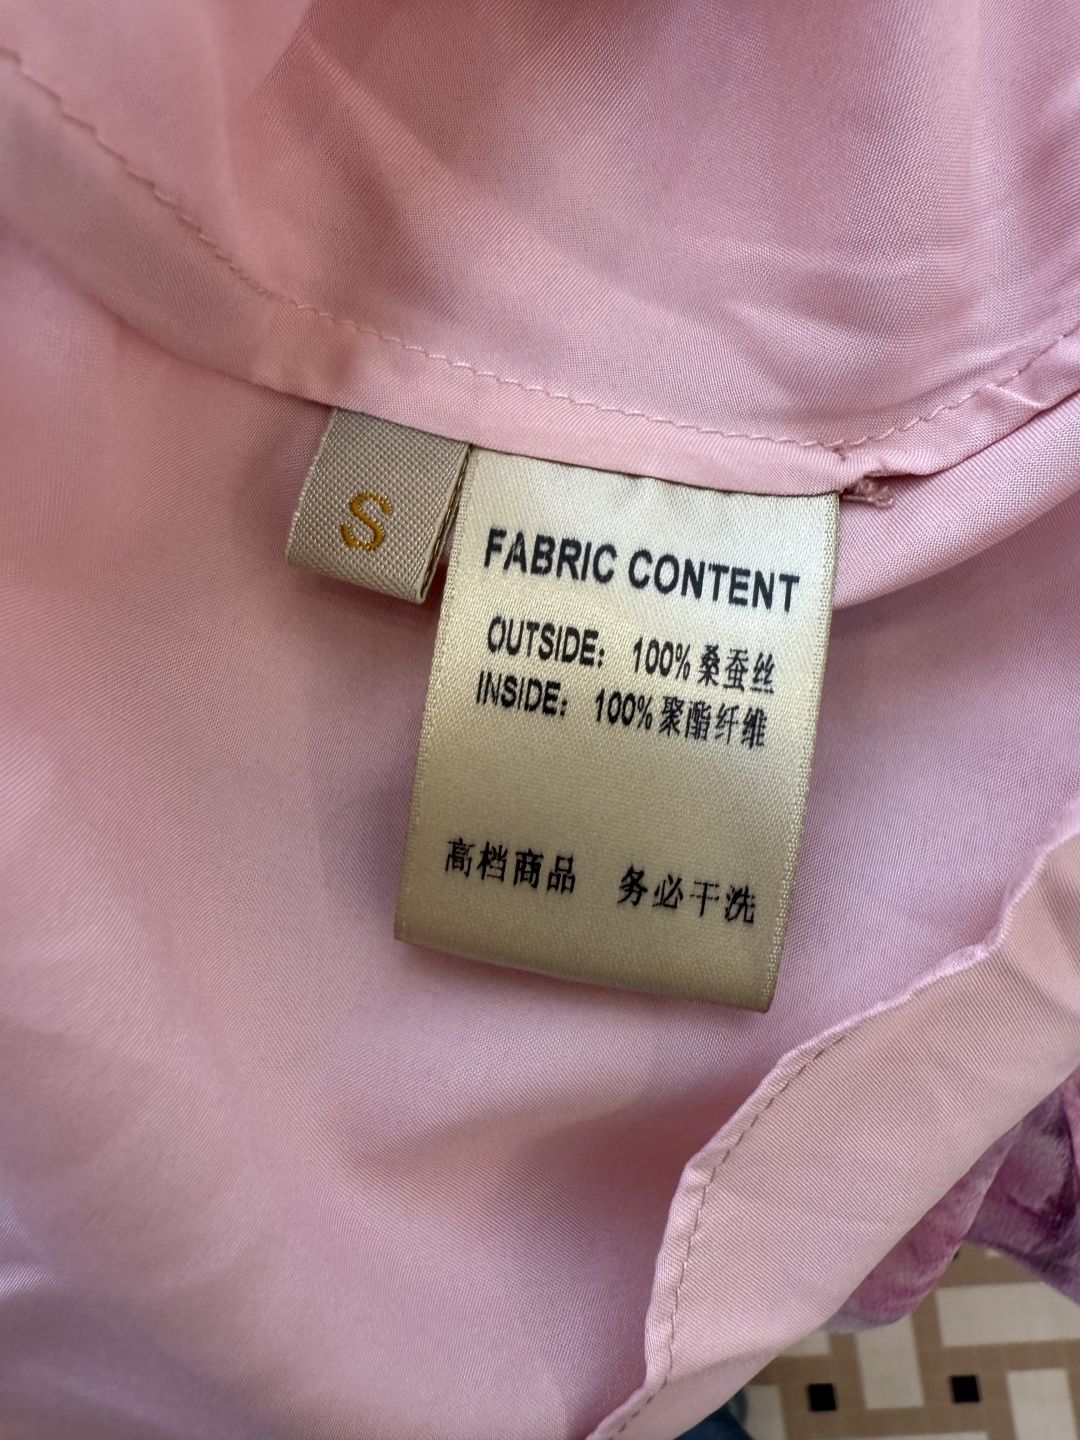 S
FABRIC CONTENT
OUTSIDE: 100%桑蚕丝
INSIDE: 100%聚酯纤维
高档商品 务必干洗